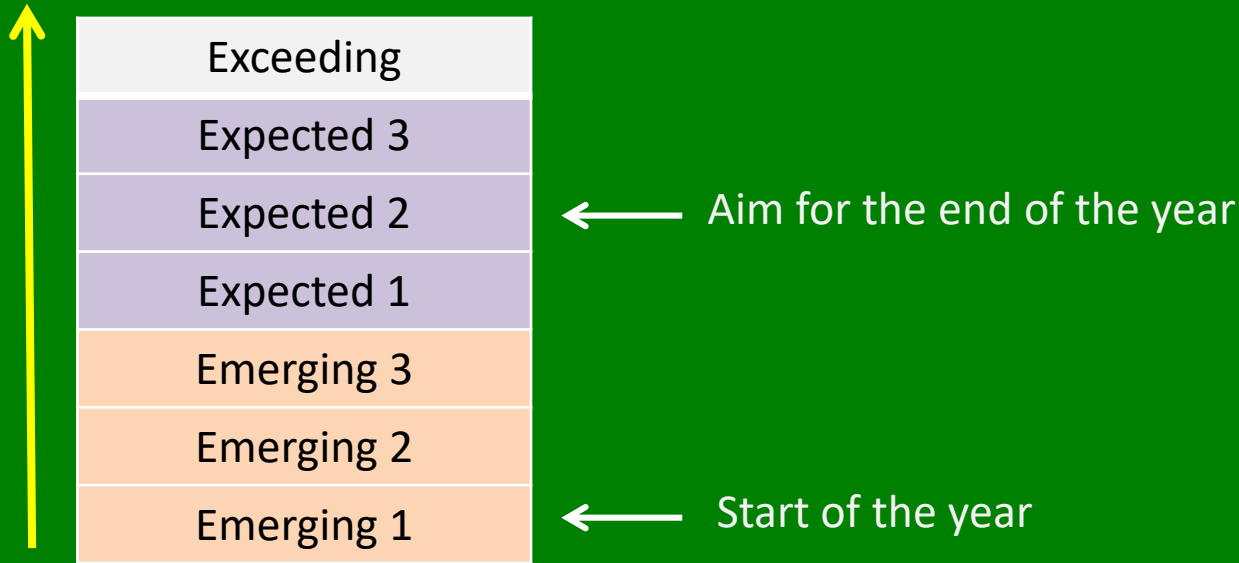 Exceeding
Expected 3
Expected 2
Aim for the end of the year
Expected 1
Emerging 3
Emerging 2
Emerging 1
Start of the year